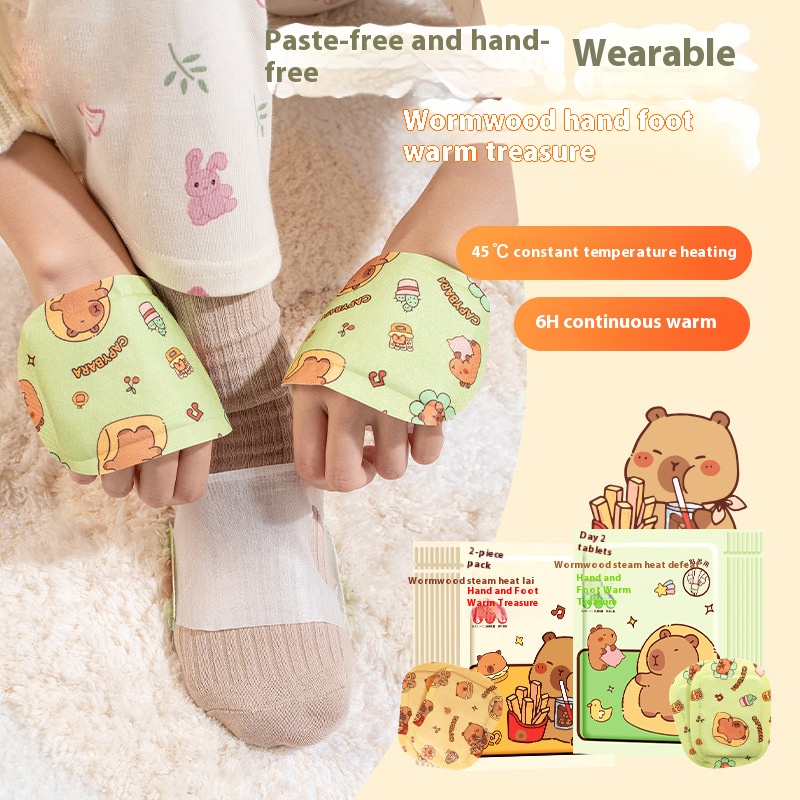 Paste-free and hand-
free
Wearable
Wormwood hand foot
warm treasure
45℃ constant temperature heating
6H continuous warm
CAPYBARA
CAPYBARA
2-piece
pack
Day 2
tablets
Wormwood steam heat lai
Hand and Foot
Warm Treasure
Wormwood steam heat defe
Hand and
Foot Warm
Treasure